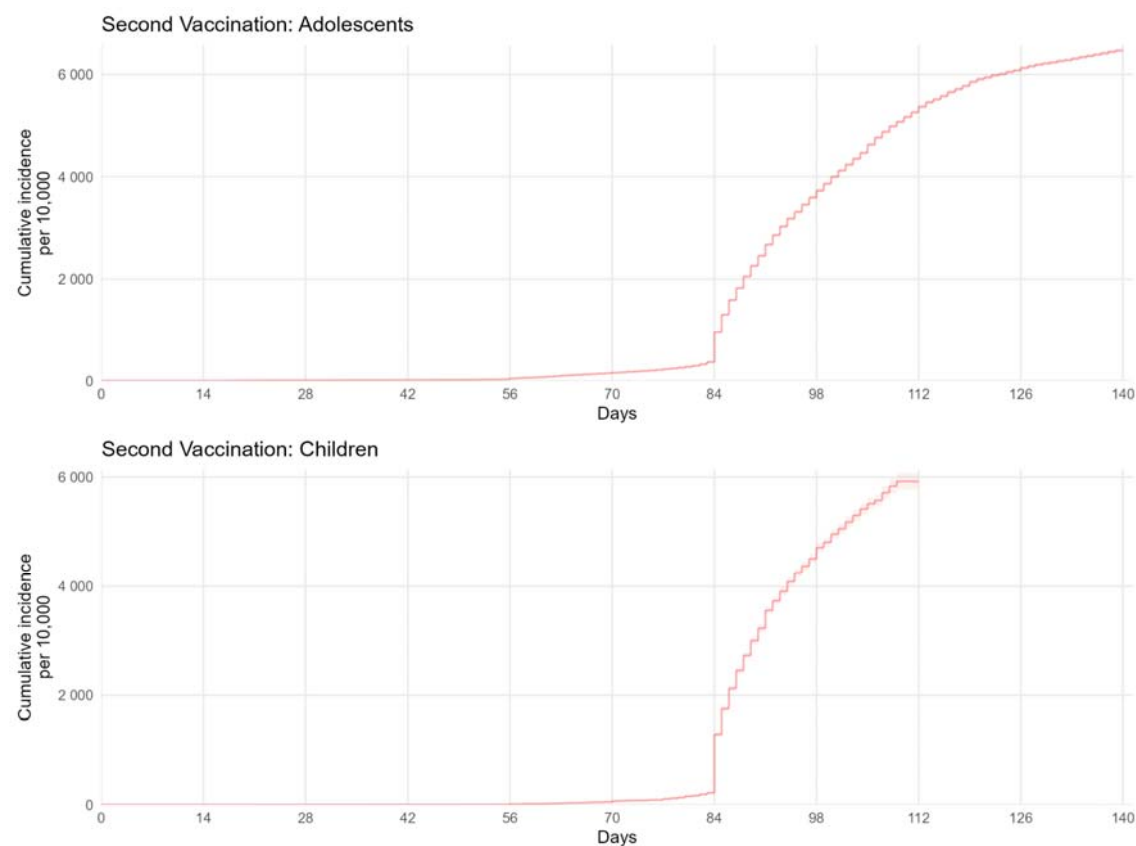 Second Vaccination: Adolescents
Cumulative incidence
per 10,000
6 000
4 000
2 000
0
0 14 28 42 56 70 84 98 112 126 140
Days
Second Vaccination: Children
Cumulative incidence
per 10,000
6 000
4 000
2 000
0
0 14 28 42 56 70 84 98 112 126 140
Days